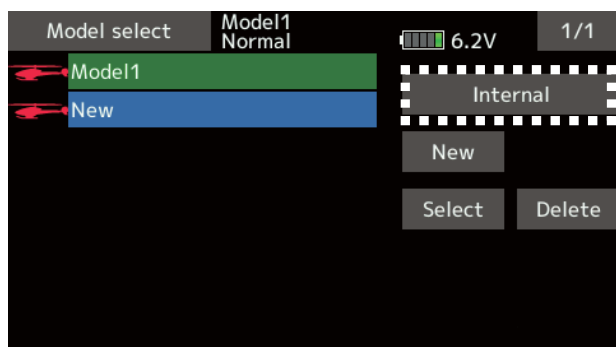 Model select
Model1
Normal
6.2V
1/1
Model1
Internal
New
New
Select
Delete